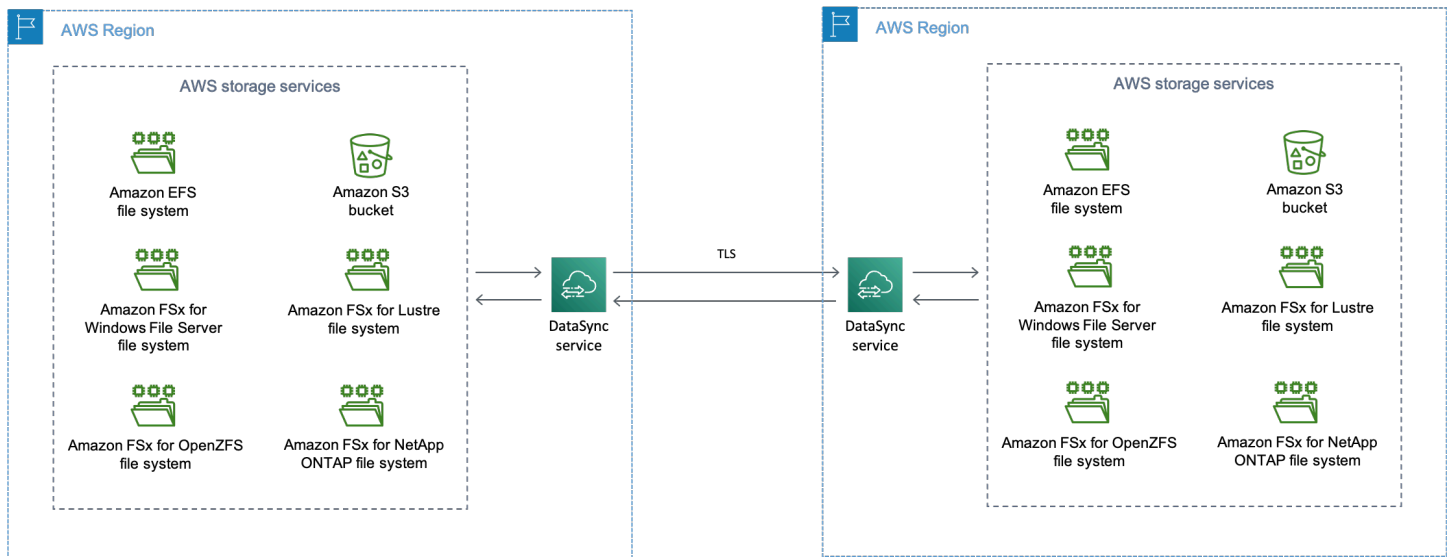 AWS Region
AWS storage services
Amazon EFS
file system
Amazon S3
bucket
Amazon FSx for
Windows File Server
file system
Amazon FSx for Lustre
file system
Amazon FSx for OpenZFS
file system
Amazon FSx for NetApp
ONTAP file system
DataSync
service
TLS
AWS Region
DataSync
service
AWS storage services
Amazon EFS
file system
Amazon S3
bucket
Amazon FSx for
Windows File Server
file system
Amazon FSx for Lustre
file system
Amazon FSx for OpenZFS
file system
Amazon FSx for NetApp
ONTAP file system